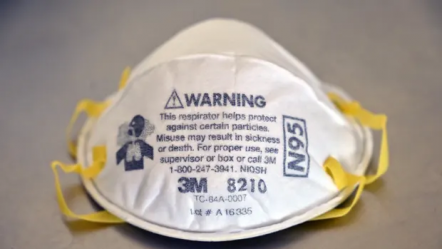 WARNING
This respirator helps protect
against certain particles.
Misuse may result in sickness
or death. For proper use, see
supervisor or box or call 3M
1-800-247-3941. NIOSH
N95
3M 8210
TC-84A-0007
Lot # A16335